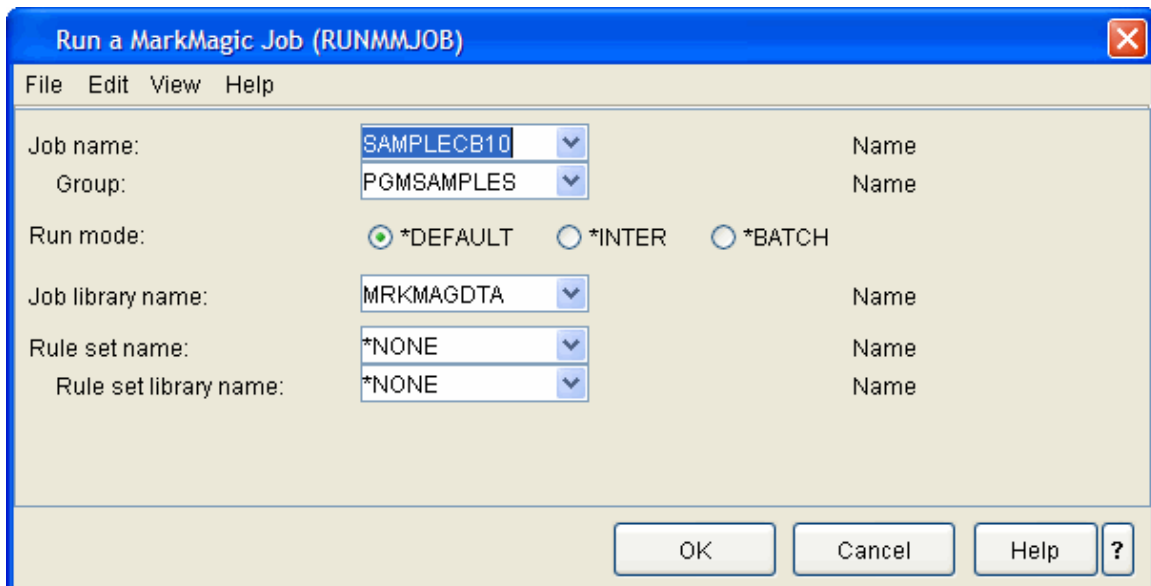 Run a MarkMagic Job (RUNMMJOB)
File Edit View Help
Job name: SAMPLECB10 Name
Group: PGMSAMPLES Name
Run mode: *DEFAULT *INTER *BATCH
Job library name: MRKMAGDTA Name
Rule set name: *NONE Name
Rule set library name: *NONE Name
OK Cancel Help ?